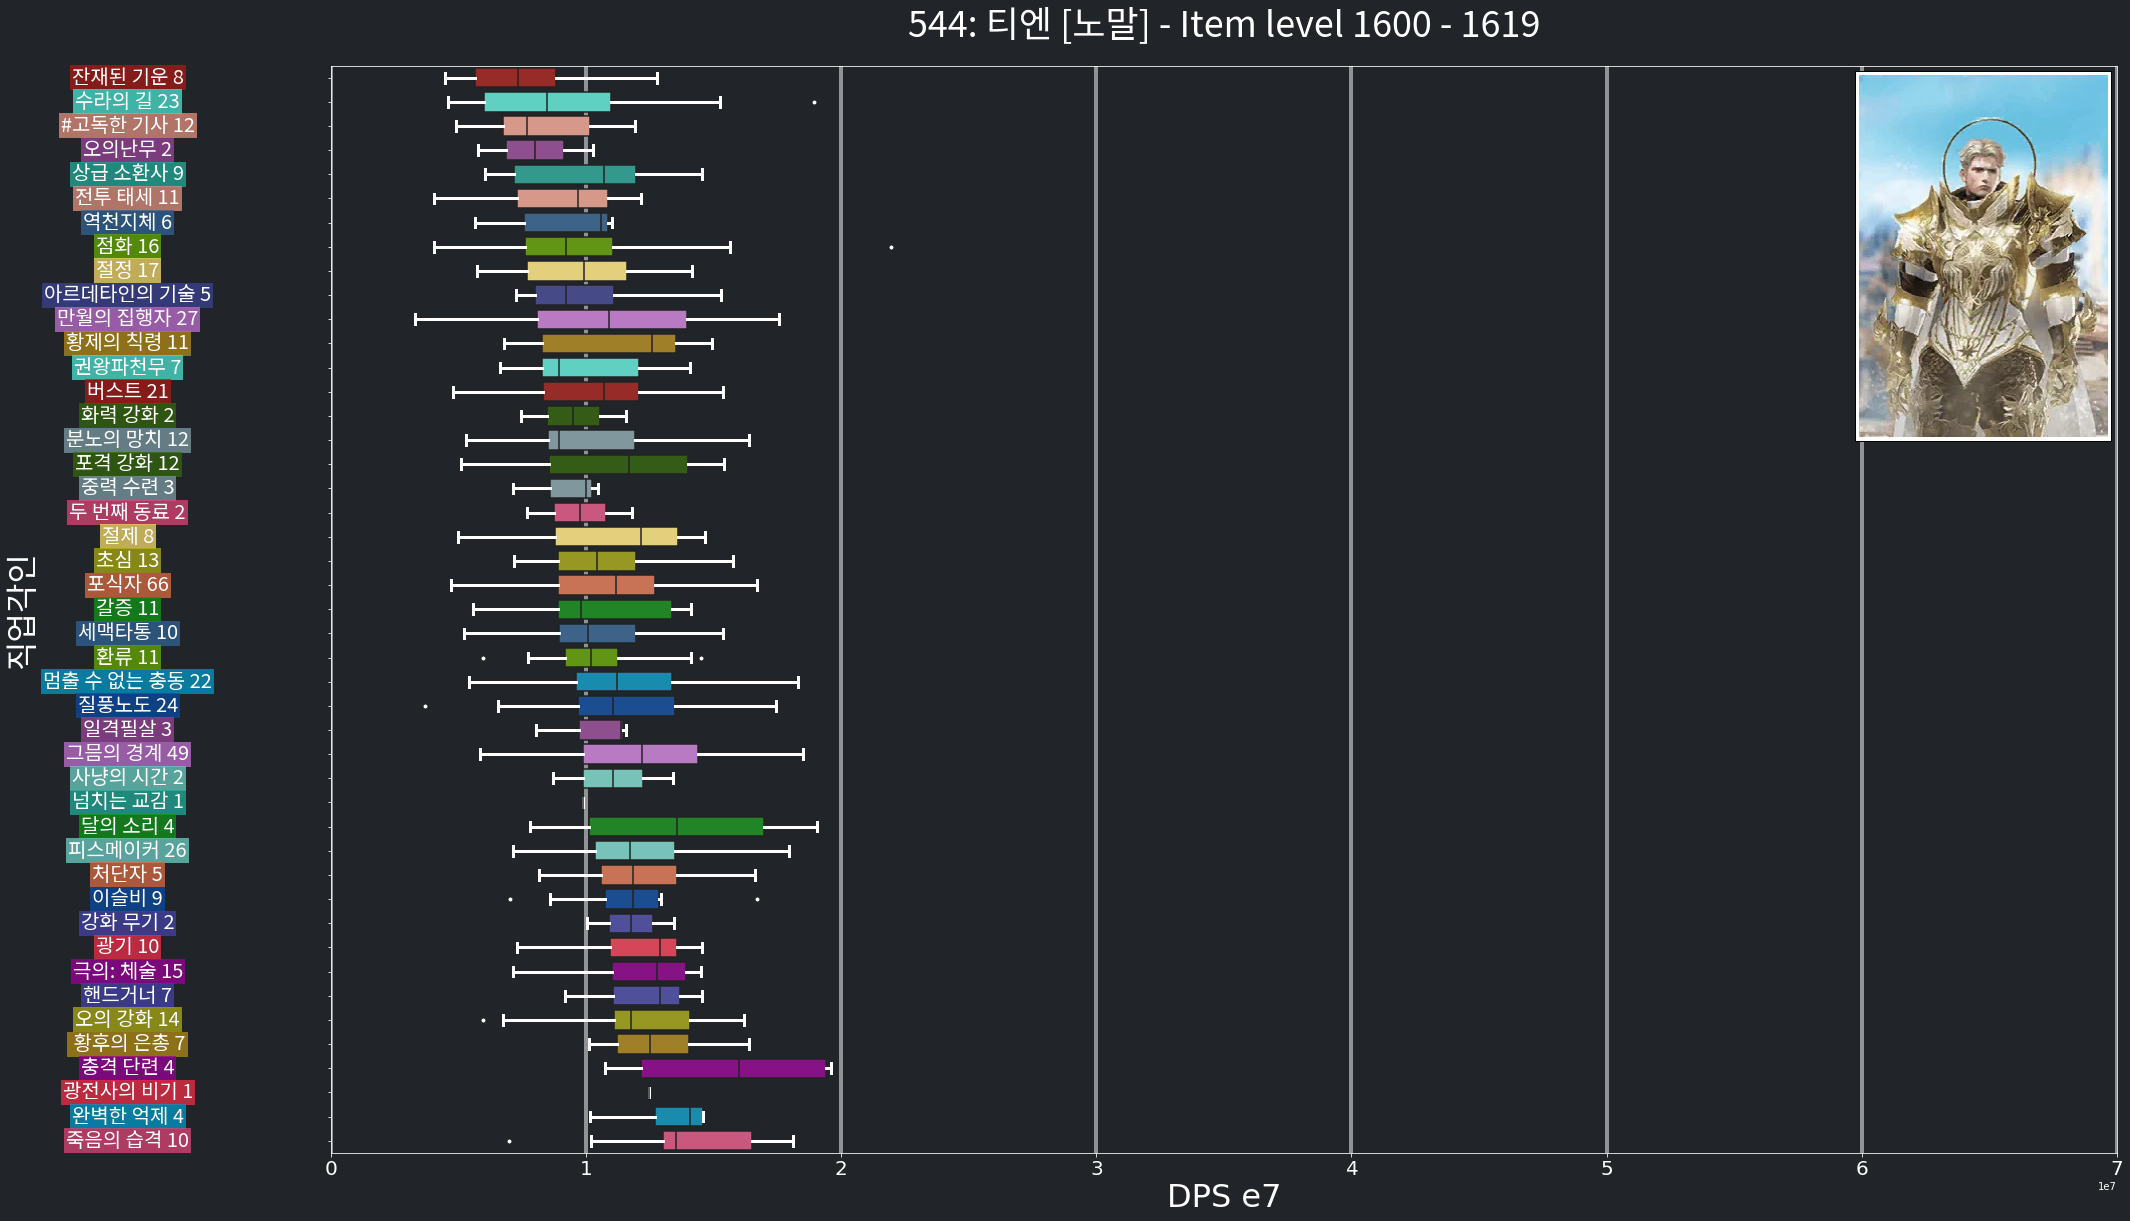 544: 티엔 [노말] - Item level 1600 - 1619
잔재된 기운 8
수라의 길 23
#고독한 기사 12
오의난무 2
상급 소환사 9
전투 태세 11
역천지체 6
점화 16
절정 17
아르데타인의 기술 5
만월의 집행자 27
황제의 칙령 11
권왕파천무 7
버스트 21
화력 강화 2
분노의 망치 12
포격 강화 12
중력 수련 3
두 번째 동료 2
절제 8
초심 13
포식자 66
갈증 11
세맥타통 10
환류 11
멈출 수 없는 충동 22
질풍노도 24
일격필살 3
그믐의 경계 49
사냥의 시간 2
넘치는 교감 1
달의 소리 4
피스메이커 26
처단자 5
이슬비 9
강화 무기 2
광기 10
극의: 체술 15
핸드거너 7
오의 강화 14
황후의 은총 7
충격 단련 4
광전사의 비기 1
완벽한 억제 4
죽음의 습격 10
직업각인
0 1 2 3 4 5 6 7
1e7
DPS e7